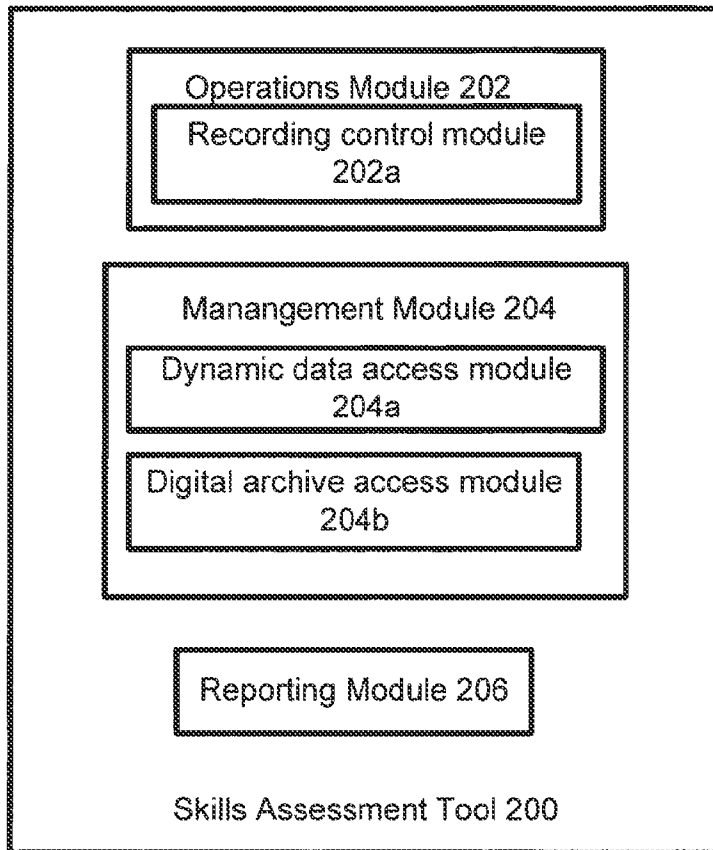 Operations Module 202
Recording control module
202a
Manangement Module 204
Dynamic data access module
204a
Digital archive access module
204b
Reporting Module 206
Skills Assessment Tool 200